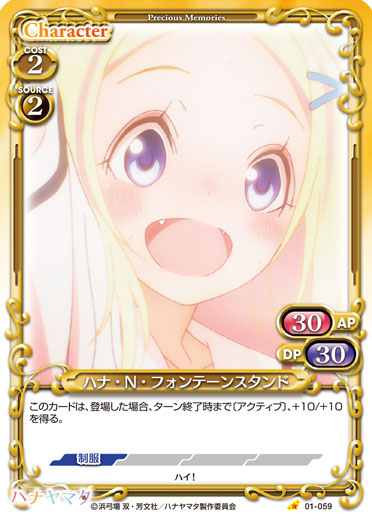 Precious Memories
Character
COST
2
SOURCE
2
30 AP
DP 30
ハナ・N・フォンテーンスタンド
このカードは、登場した場合、ターン終了時まで〔アクティブ〕、+10/+10
を得る。
制服
ハイ!
ハナヤマタ
©浜弓場 双・芳文社/ハナヤマタ製作委員会
01-059